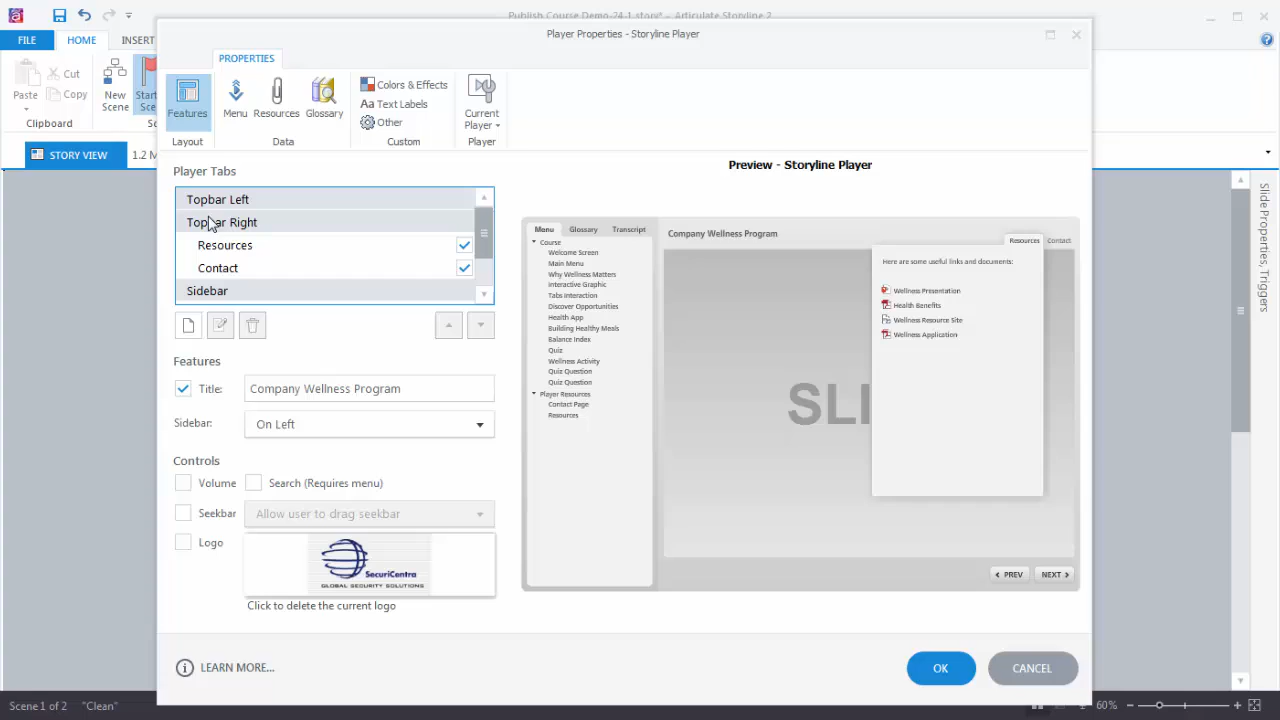 Publish Course Demo-24-1.story* - Articulate Storyline 2
FILE
HOME
INSERT
Cut
Copy
Paste
New
Scene
Clipboard
STORY VIEW
Player Properties - Storyline Player
PROPERTIES
Features
Menu
Resources
Glossary
Colors & Effects
Text Labels
Other
Current
Player
Layout
Data
Custom
Player
Player Tabs
Topbar Left
Topbar Right
Resources
Contact
Sidebar
Features
Title:
Company Wellness Program
Sidebar:
On Left
Controls
Volume
Search (Requires menu)
Seekbar
Allow user to drag seekbar
Logo
SecuriCentra
GLOBAL SECURITY SOLUTIONS
Click to delete the current logo
Preview - Storyline Player
Menu
Glossary
Transcript
Company Wellness Program
Resources
Contact
Course
Welcome Screen
Main Menu
Why Wellness Matters
Interactive Graphic
Tabs Interaction
Discover Opportunities
Health App
Building Healthy Meals
Balance Index
Quiz
Wellness Activity
Quiz Question
Quiz Question
Player Resources
Contact Page
Resources
Here are some useful links and documents:
Wellness Presentation
Health Benefits
Wellness Resource Site
Wellness Application
SLI
PREV
NEXT
LEARN MORE...
OK
CANCEL
Slide Properties, Triggers
Scene 1 of 2
"Clean"
60%